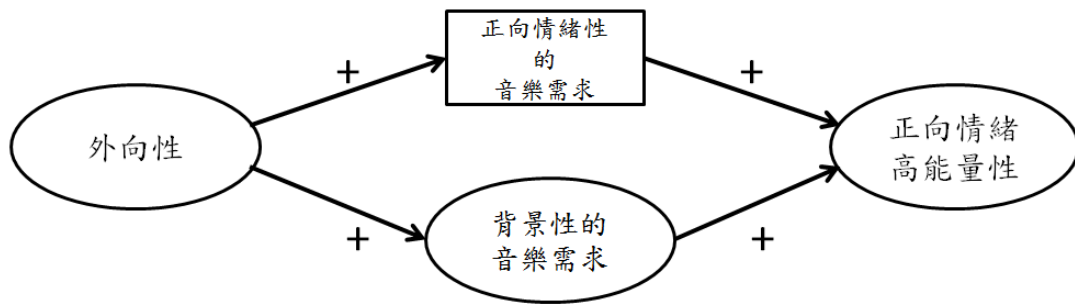 正向情緒性
的
音樂需求
+
+
外向性
正向情緒
高能量性
+
背景性的
音樂需求
+